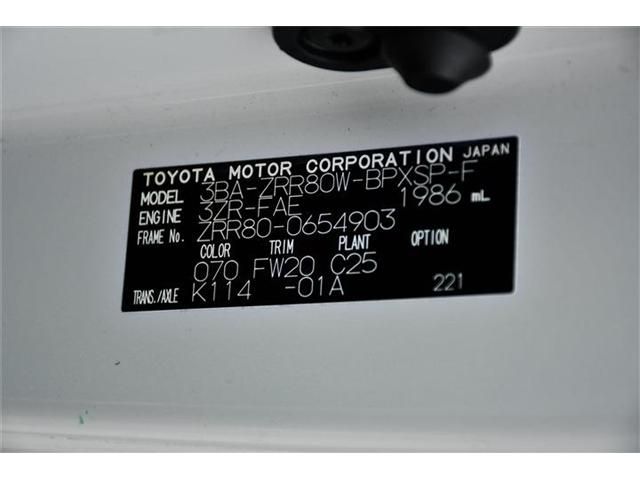 TOYOTA MOTOR CORPORATION JAPAN
MODEL 3BA-ZRR80W-BPXSP-F
ENGINE 3ZR-FAE 1986 mL
FRAME No. ZRR80-0654903
COLOR TRIM PLANT OPTION
070 FW20 C25
TRANS./AXLE K114 -01A 221